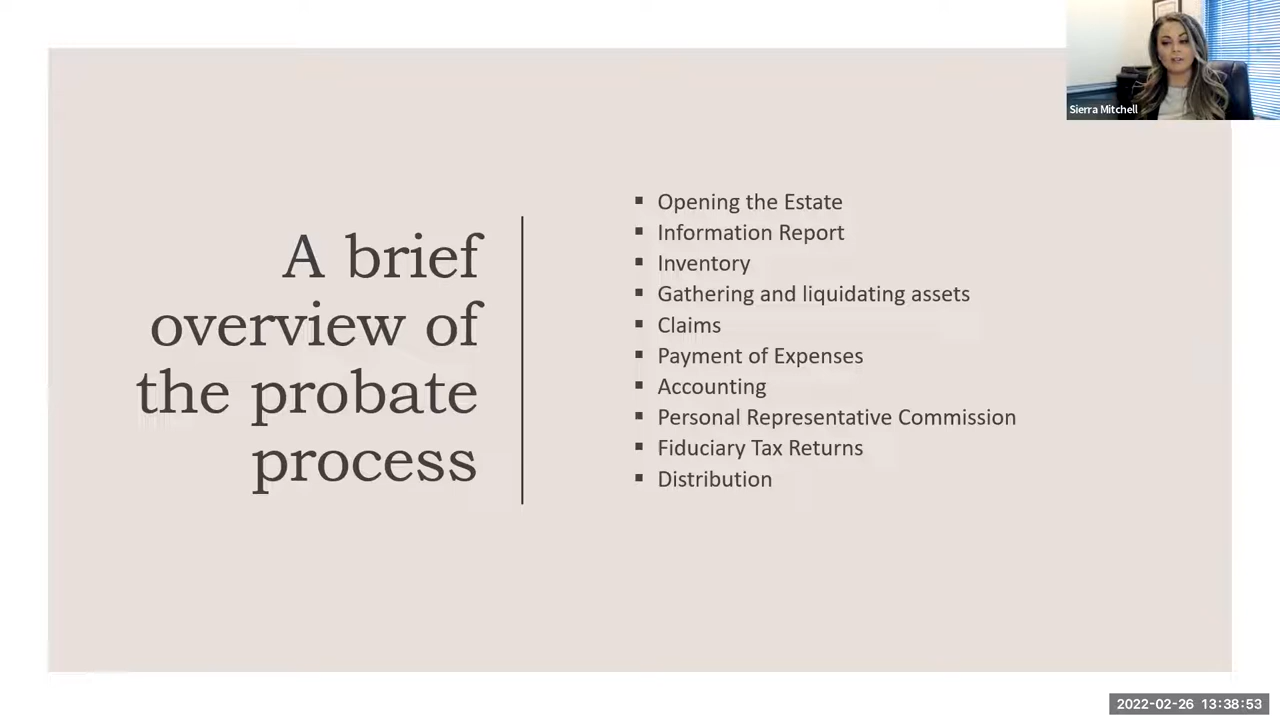 Sierra Mitchell
A brief
overview of
the probate
process
▪ Opening the Estate
▪ Information Report
▪ Inventory
▪ Gathering and liquidating assets
▪ Claims
▪ Payment of Expenses
▪ Accounting
▪ Personal Representative Commission
▪ Fiduciary Tax Returns
▪ Distribution
2022-02-26 13:38:53